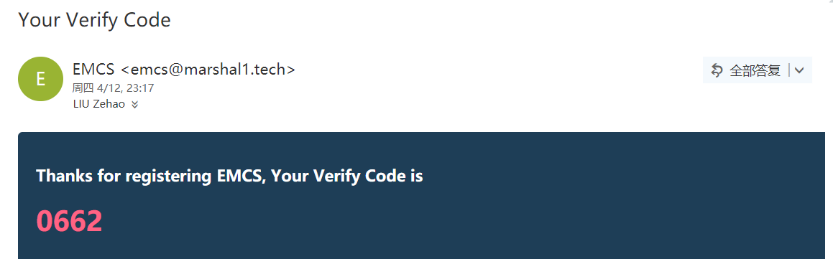 Your Verify Code
E
EMCS <emcs@marshal1.tech>
全部答复
周四 4/12, 23:17
LIU Zehao
Thanks for registering EMCS, Your Verify Code is
0662